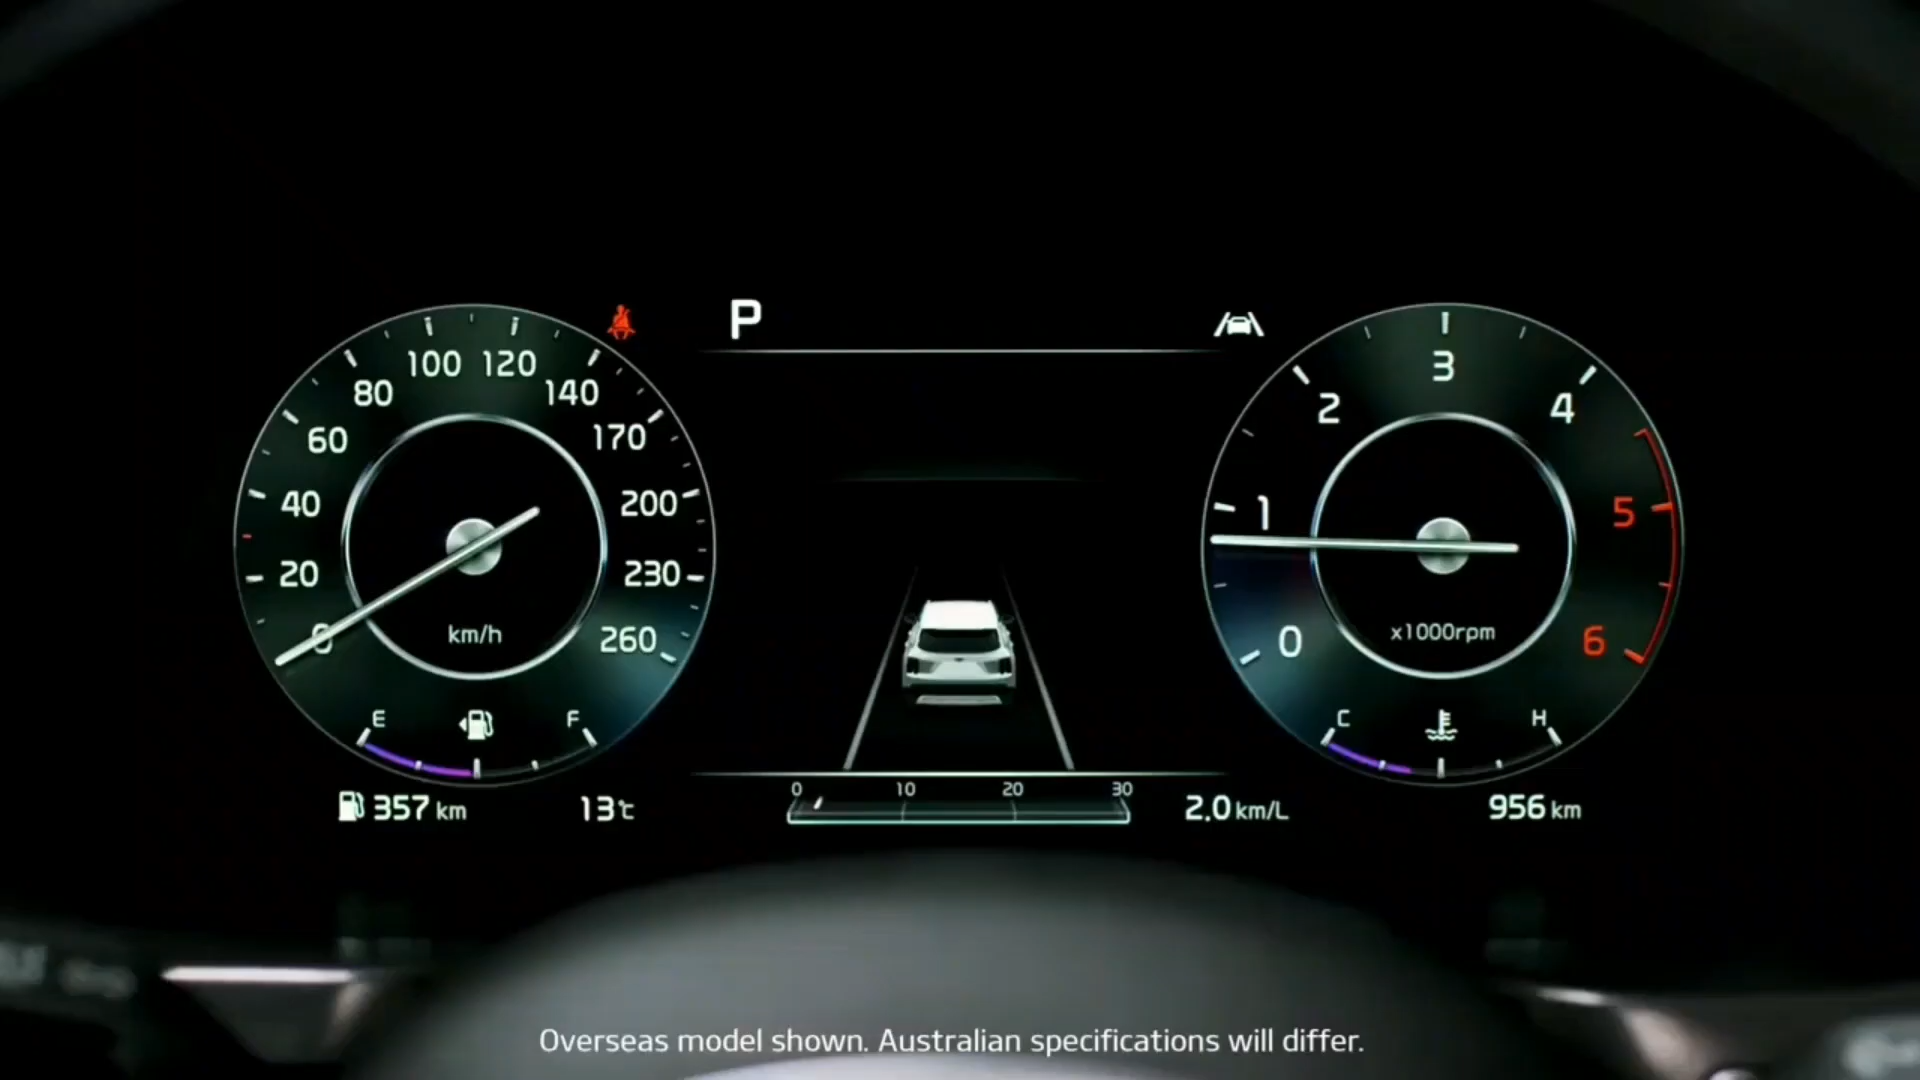 P
100 120
80 140
60 170
40 200
20 230
0 260
km/h
E F
357 km 13℃
3
2 4
1 5
0 6
x1000rpm
C H
0 10 20 30
2.0 km/L
956 km
Overseas model shown. Australian specifications will differ.